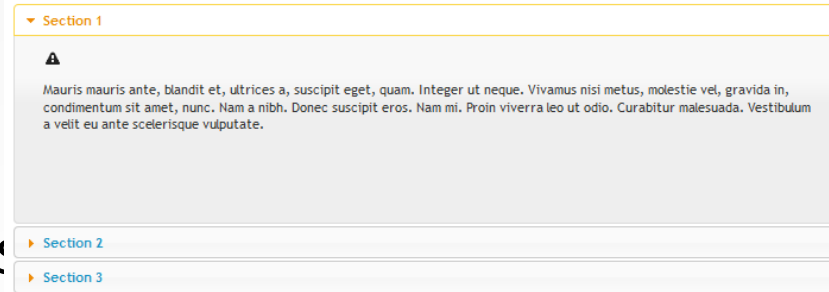 Section 1
Mauris mauris ante, blandit et, ultrices a, suscipit eget, quam. Integer ut neque. Vivamus nisi metus, molestie vel, gravida in,
condimentum sit amet, nunc. Nam a nibh. Donec suscipit eros. Nam mi. Proin viverra leo ut odio. Curabitur malesuada. Vestibulum
a velit eu ante scelerisque vulputate.
Section 2
Section 3